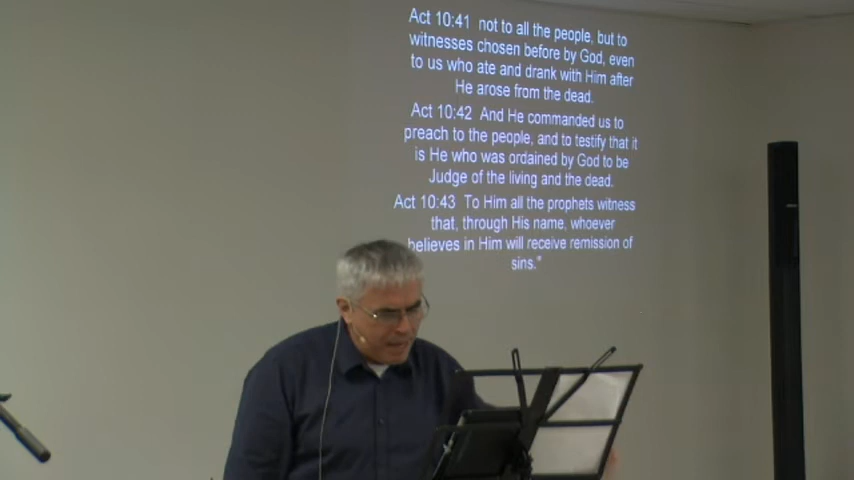 Act 10:41 not to all the people, but to
witnesses chosen before by God, even
to us who ate and drank with Him after
He arose from the dead.
Act 10:42 And He commanded us to
preach to the people, and to testify that it
is He who was ordained by God to be
Judge of the living and the dead.
Act 10:43 To Him all the prophets witness
that, through His name, whoever
believes in Him will receive remission of
sins."